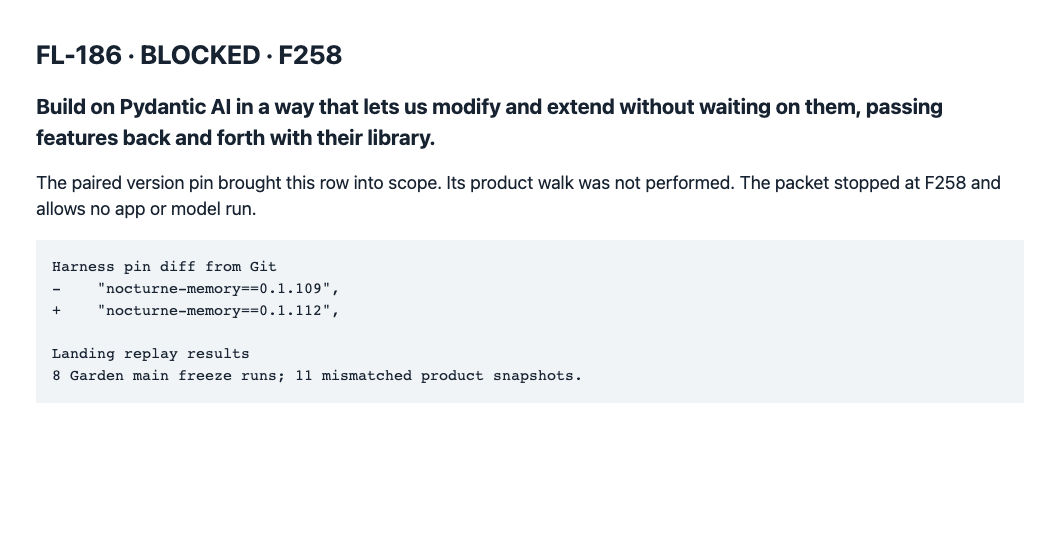 FL-186 · BLOCKED · F258
Build on Pydantic AI in a way that lets us modify and extend without waiting on them, passing
features back and forth with their library.
The paired version pin brought this row into scope. Its product walk was not performed. The packet stopped at F258 and
allows no app or model run.
Harness pin diff from Git
-    "nocturne-memory==0.1.109",
+    "nocturne-memory==0.1.112",
Landing replay results
8 Garden main freeze runs; 11 mismatched product snapshots.